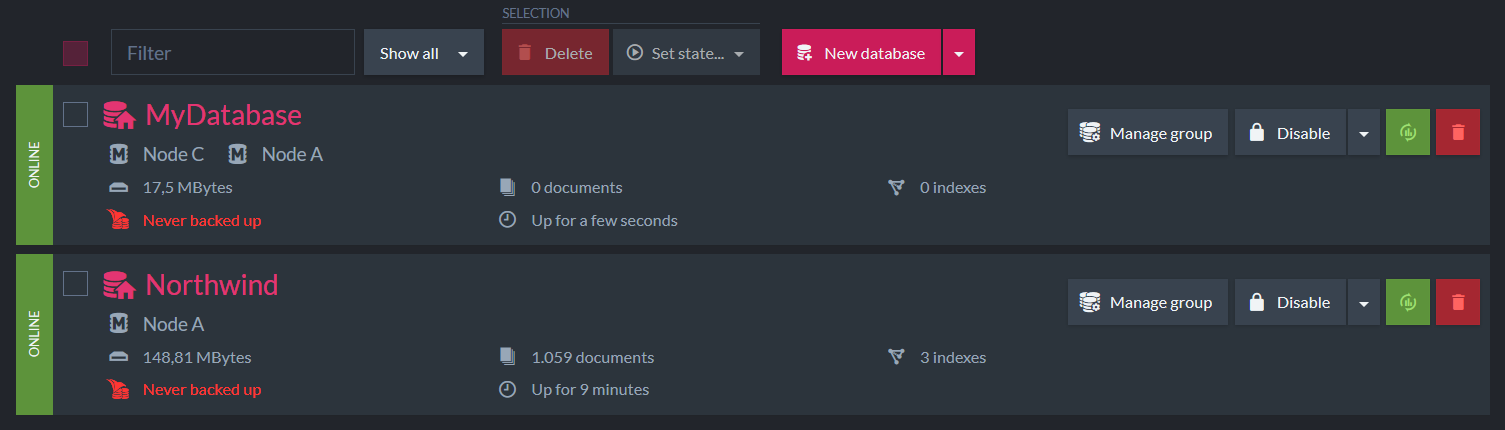 SELECTION
Filter
Show all
Delete
Set state...
New database
ONLINE
MyDatabase
Manage group
Disable
Node C
Node A
17,5 MBytes
0 documents
0 indexes
Never backed up
Up for a few seconds
ONLINE
Northwind
Manage group
Disable
Node A
148,81 MBytes
1.059 documents
3 indexes
Never backed up
Up for 9 minutes